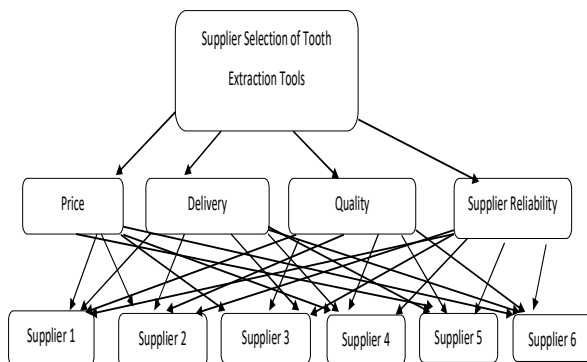 Supplier Selection of Tooth
Extraction Tools
Price
Delivery
Quality
Supplier Reliability
Supplier 1
Supplier 2
Supplier 3
Supplier 4
Supplier 5
Supplier 6